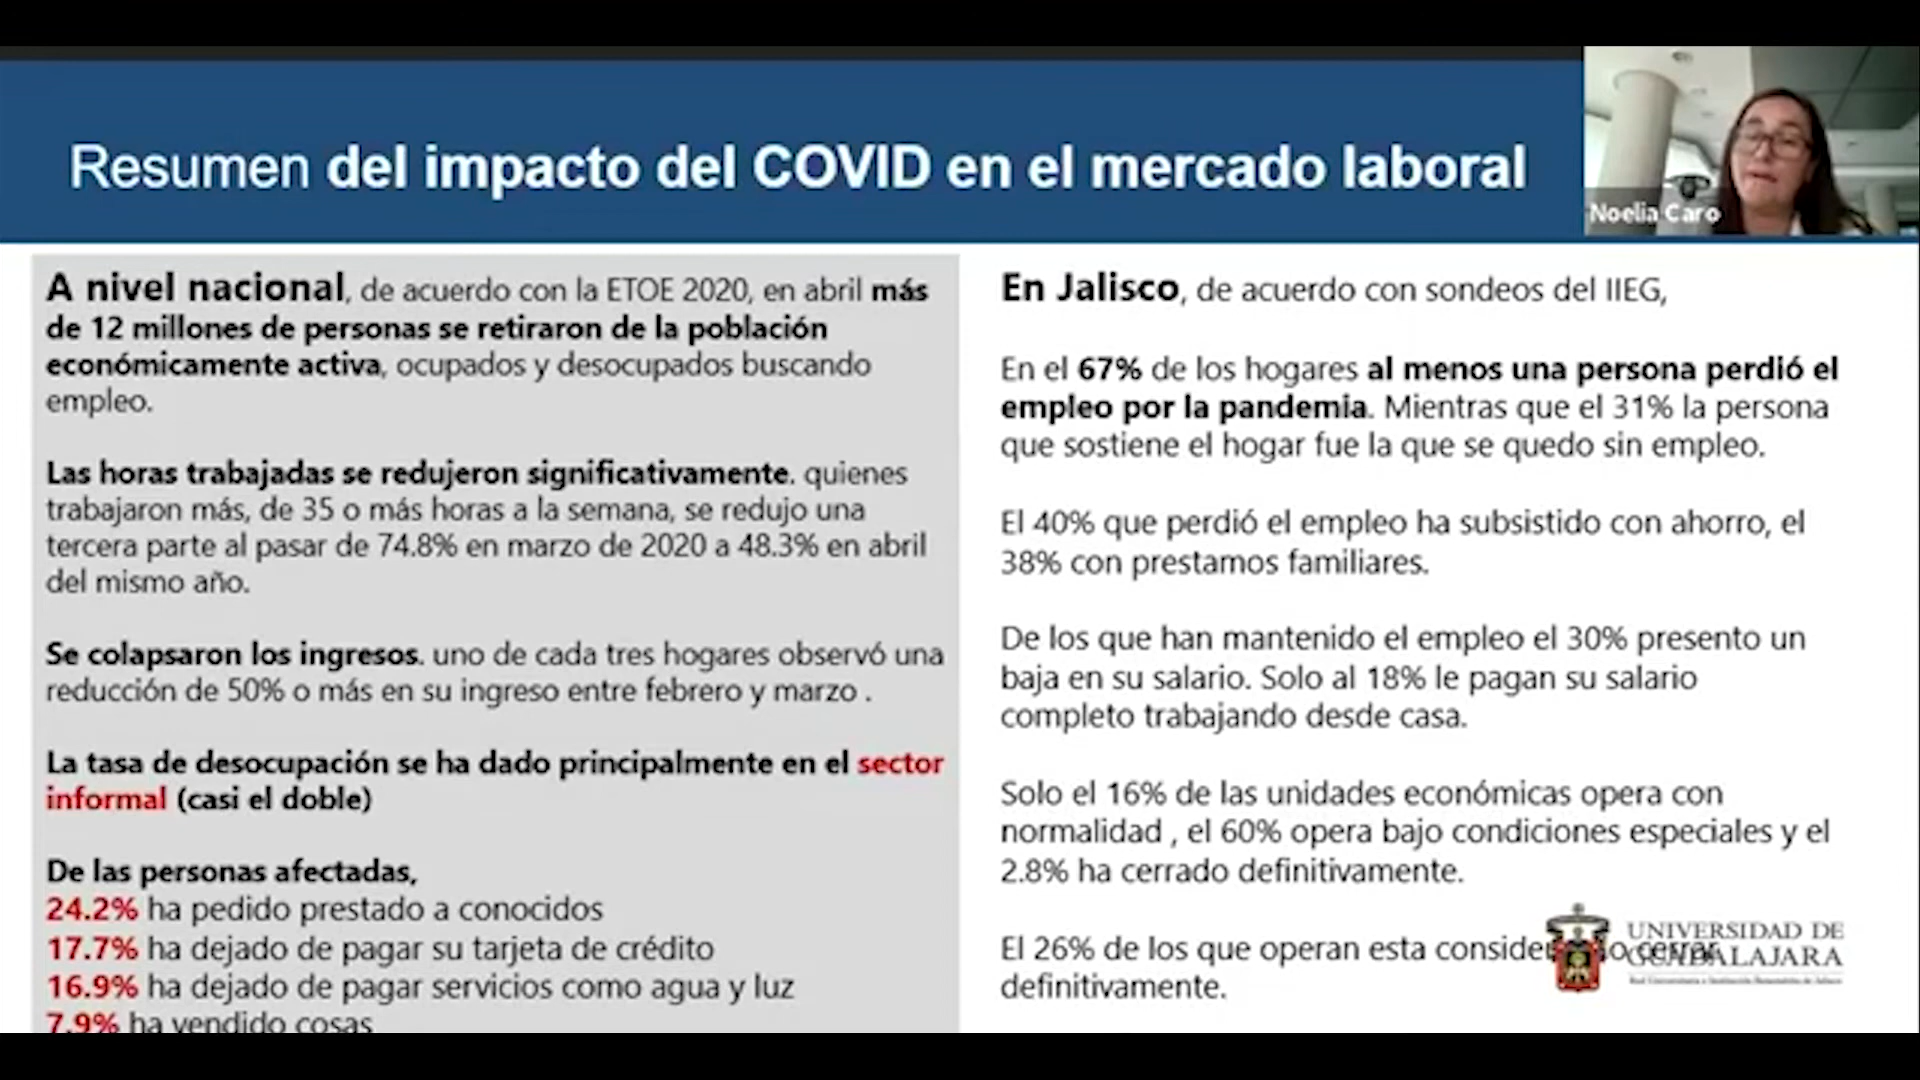 Resumen del impacto del COVID en el mercado laboral
Noelia Caro
A nivel nacional, de acuerdo con la ETOE 2020, en abril más
de 12 millones de personas se retiraron de la población
económicamente activa, ocupados y desocupados buscando
empleo.
Las horas trabajadas se redujeron significativamente. quienes
trabajaron más, de 35 o más horas a la semana, se redujo una
tercera parte al pasar de 74.8% en marzo de 2020 a 48.3% en abril
del mismo año.
Se colapsaron los ingresos. uno de cada tres hogares observó una
reducción de 50% o más en su ingreso entre febrero y marzo .
La tasa de desocupación se ha dado principalmente en el sector
informal (casi el doble)
De las personas afectadas,
24.2% ha pedido prestado a conocidos
17.7% ha dejado de pagar su tarjeta de crédito
16.9% ha dejado de pagar servicios como agua y luz
7.9% ha vendido cosas
En Jalisco, de acuerdo con sondeos del IIEG,
En el 67% de los hogares al menos una persona perdió el
empleo por la pandemia. Mientras que el 31% la persona
que sostiene el hogar fue la que se quedo sin empleo.
El 40% que perdió el empleo ha subsistido con ahorro, el
38% con prestamos familiares.
De los que han mantenido el empleo el 30% presento un
baja en su salario. Solo al 18% le pagan su salario
completo trabajando desde casa.
Solo el 16% de las unidades económicas opera con
normalidad , el 60% opera bajo condiciones especiales y el
2.8% ha cerrado definitivamente.
El 26% de los que operan esta cerrar
definitivamente.
UNIVERSIDAD DE
GUADALAJARA